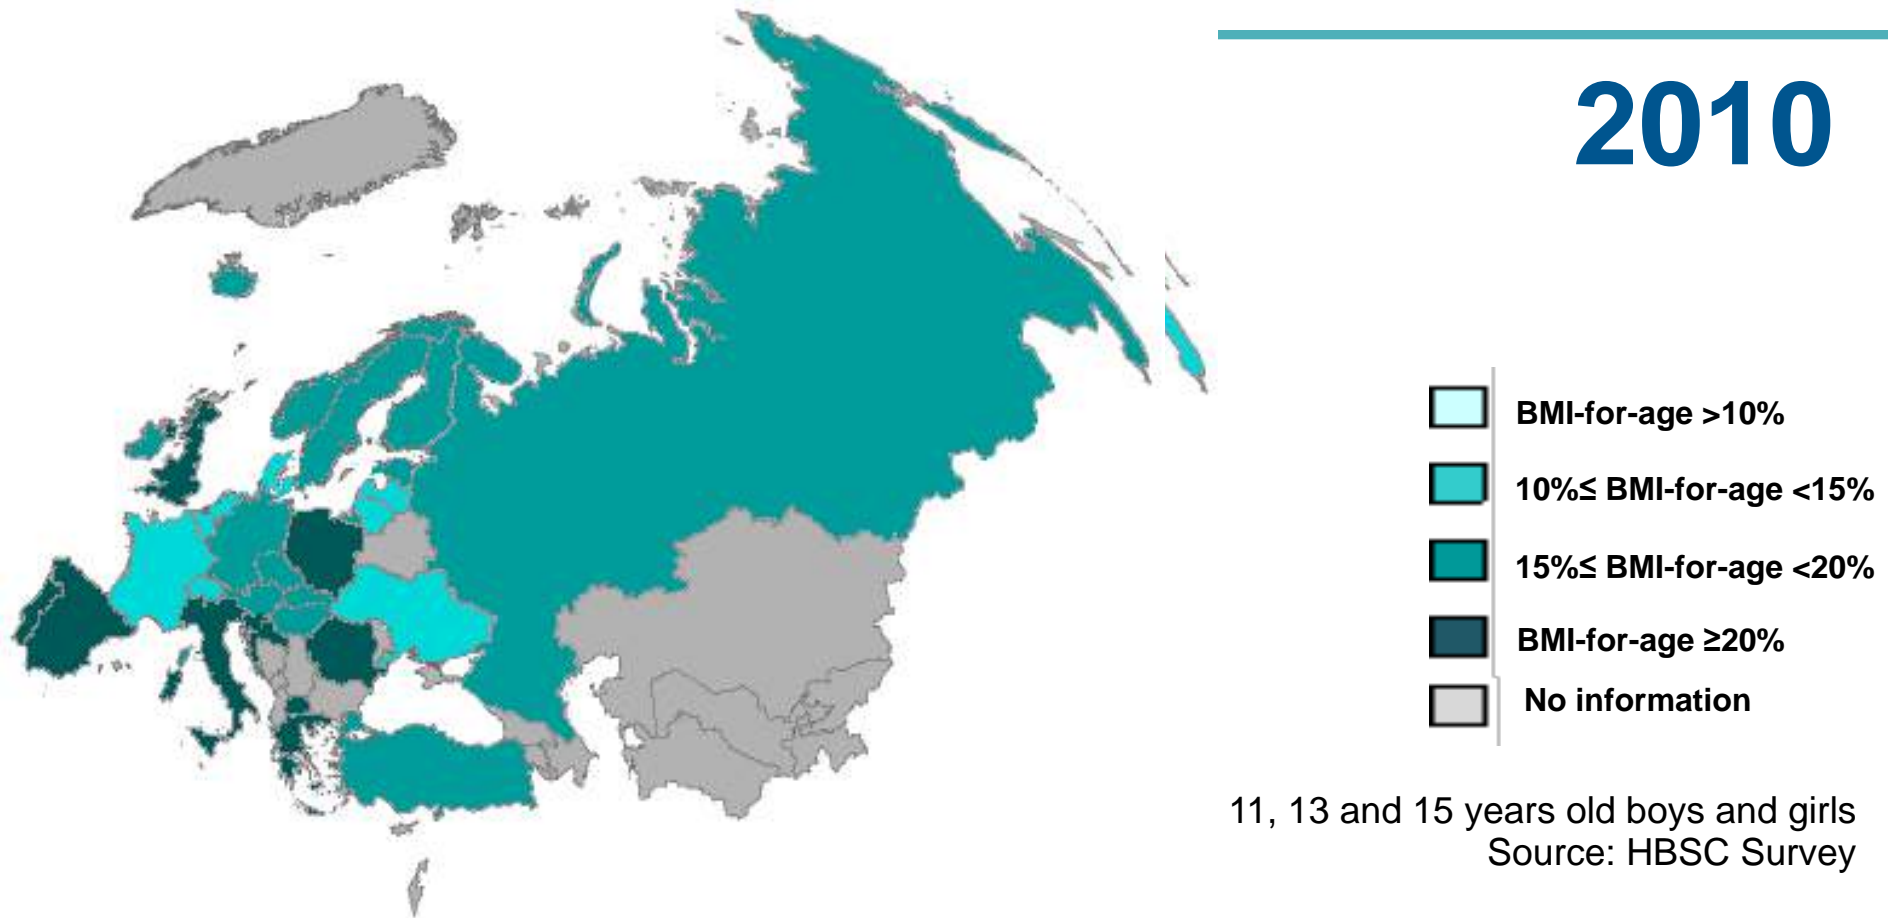 2010
BMI-for-age >10%
10%≤ BMI-for-age <15%
15%≤ BMI-for-age <20%
BMI-for-age ≥20%
No information
11, 13 and 15 years old boys and girls
Source: HBSC Survey